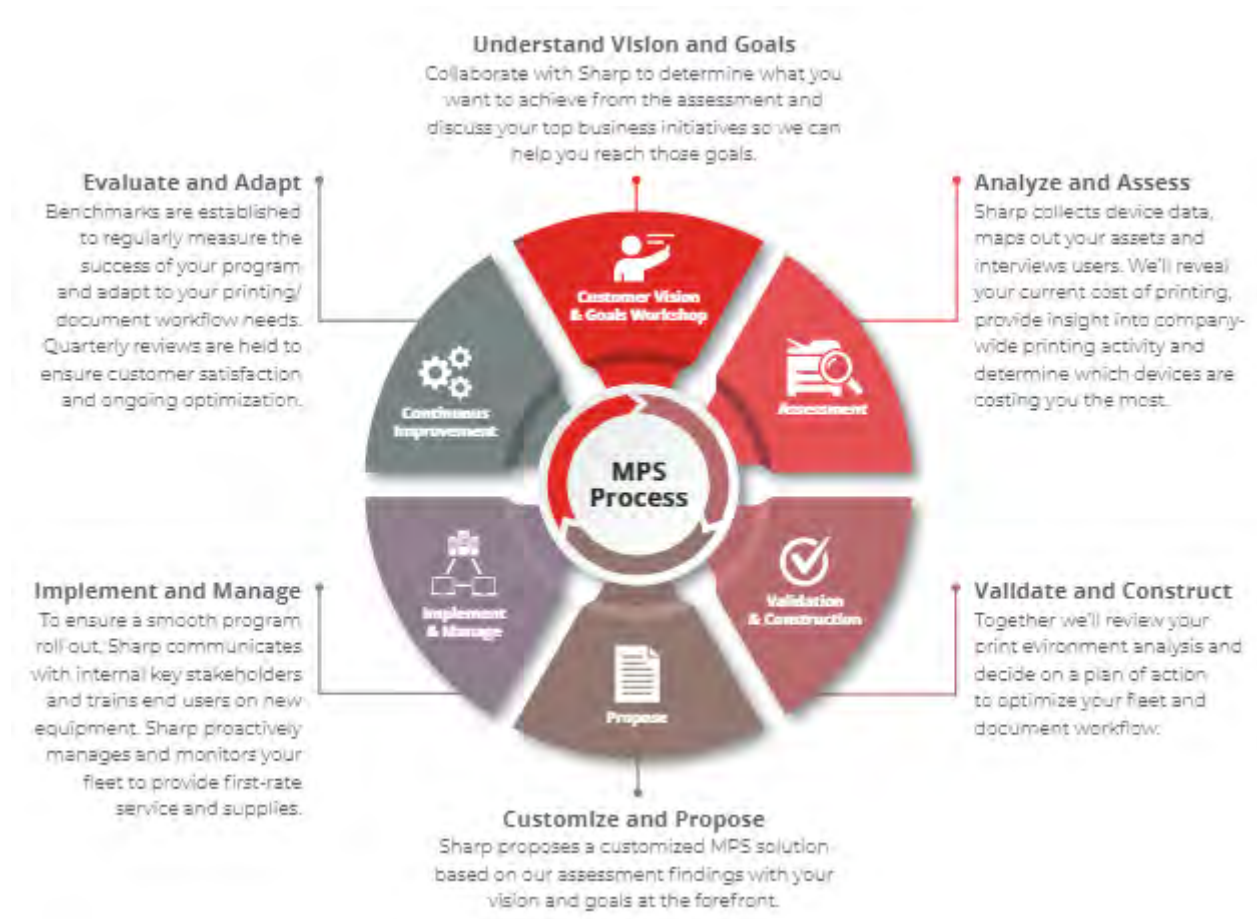 Understand Vision and Goals
Collaborate with Sharp to determine what you
want to achieve from the assessment and
discuss your top business initiatives so we can
help you reach those goals.
Analyze and Assess
Sharp collects device data,
maps out your assets and
interviews users. We'll reveal
your current cost of printing,
provide insight into company-
wide printing activity and
determine which devices are
costing you the most.
Validate and Construct
Together we'll review your
print evironment analysis and
decide on a plan of action
to optimize your fleet and
document workflow.
Customize and Propose
Sharp proposes a customized MPS solution
based on our assessment findings with your
vision and goals at the forefront.
Implement and Manage
To ensure a smooth program
roll out, Sharp communicates
with internal key stakeholders
and trains end users on new
equipment. Sharp proactively
manages and monitors your
fleet to provide first-rate
service and supplies.
Evaluate and Adapt
Benchmarks are established
to regularly measure the
success of your program
and adapt to your printing/
document workflow needs.
Quarterly reviews are held to
ensure customer satisfaction
and ongoing optimization.
Customer Vision
& Goals Workshop
Assessment
Validation
& Construction
Propose
Implement
& Manage
Continuous
Improvement
MPS
Process